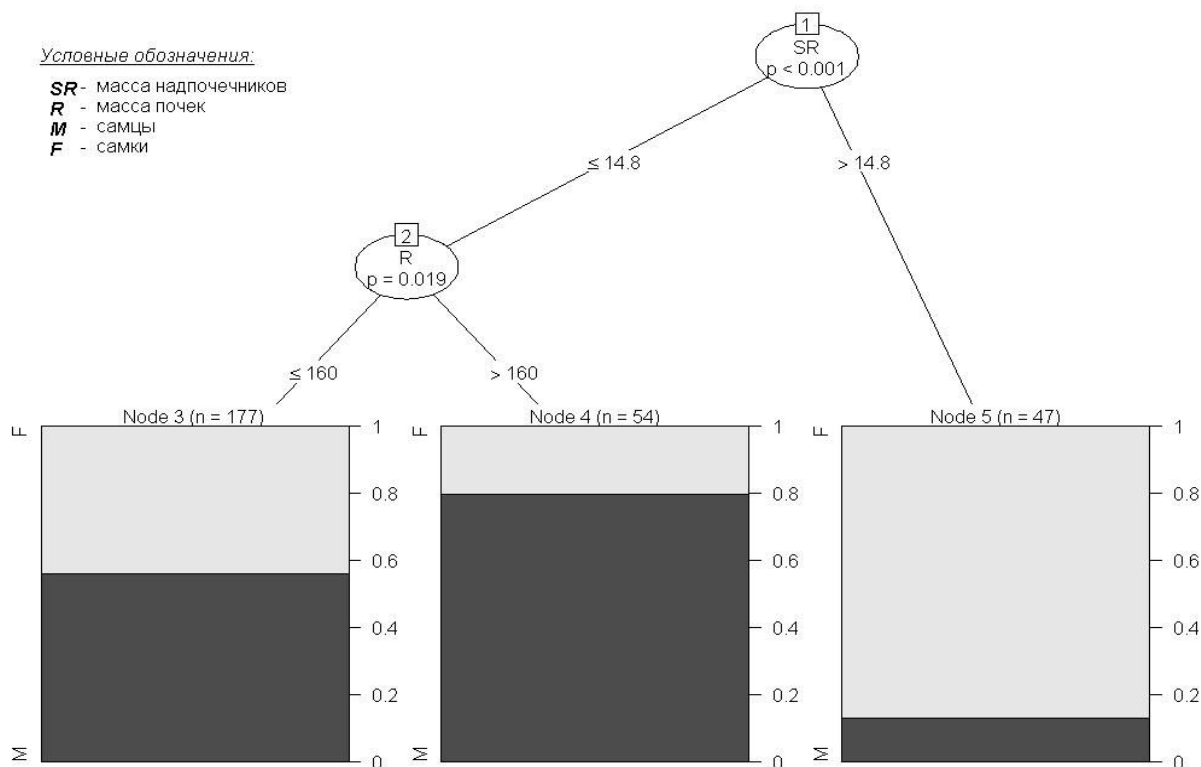 Условные обозначения:
SR - масса надпочечников
R - масса почек
M - самцы
F - самки
1
SR
p < 0.001
≤ 14.8
> 14.8
2
R
p = 0.019
≤ 160
> 160
Node 3 (n = 177)
F
M
1
0.8
0.6
0.4
0.2
0
Node 4 (n = 54)
F
M
1
0.8
0.6
0.4
0.2
0
Node 5 (n = 47)
F
M
1
0.8
0.6
0.4
0.2
0